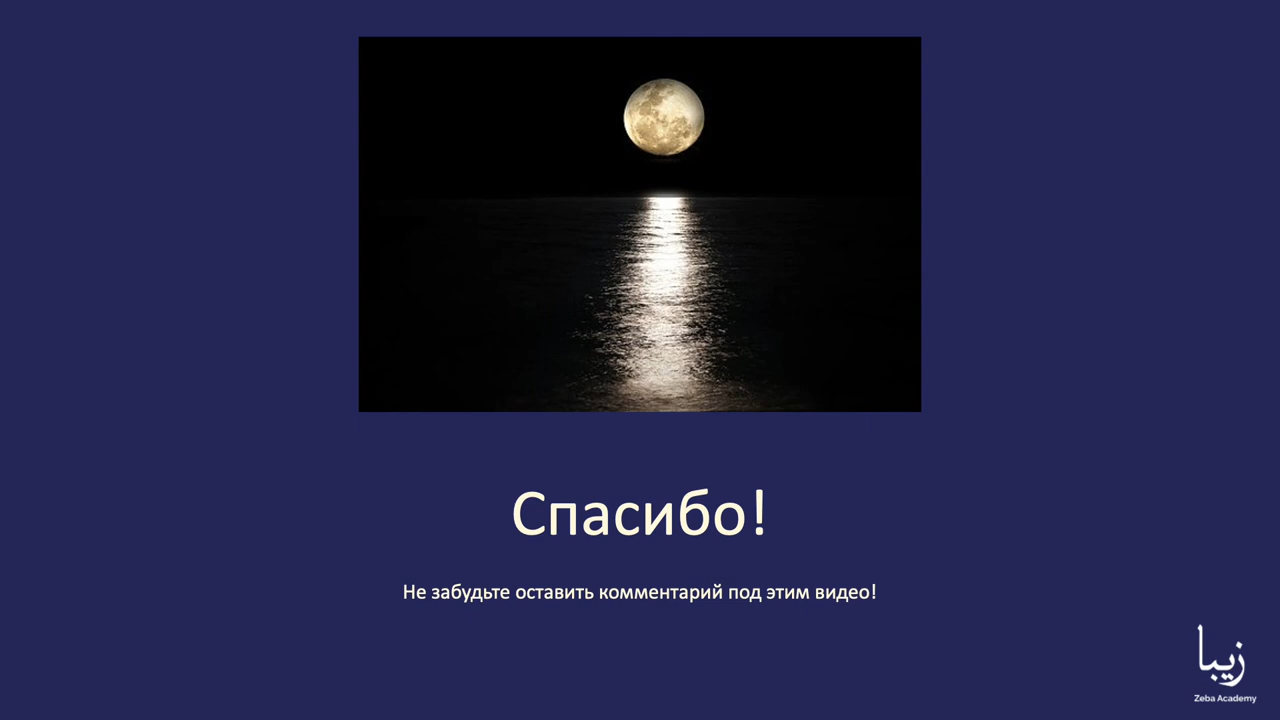 Спасибо!
Не забудьте оставить комментарий под этим видео!
زيبا
Zeba Academy